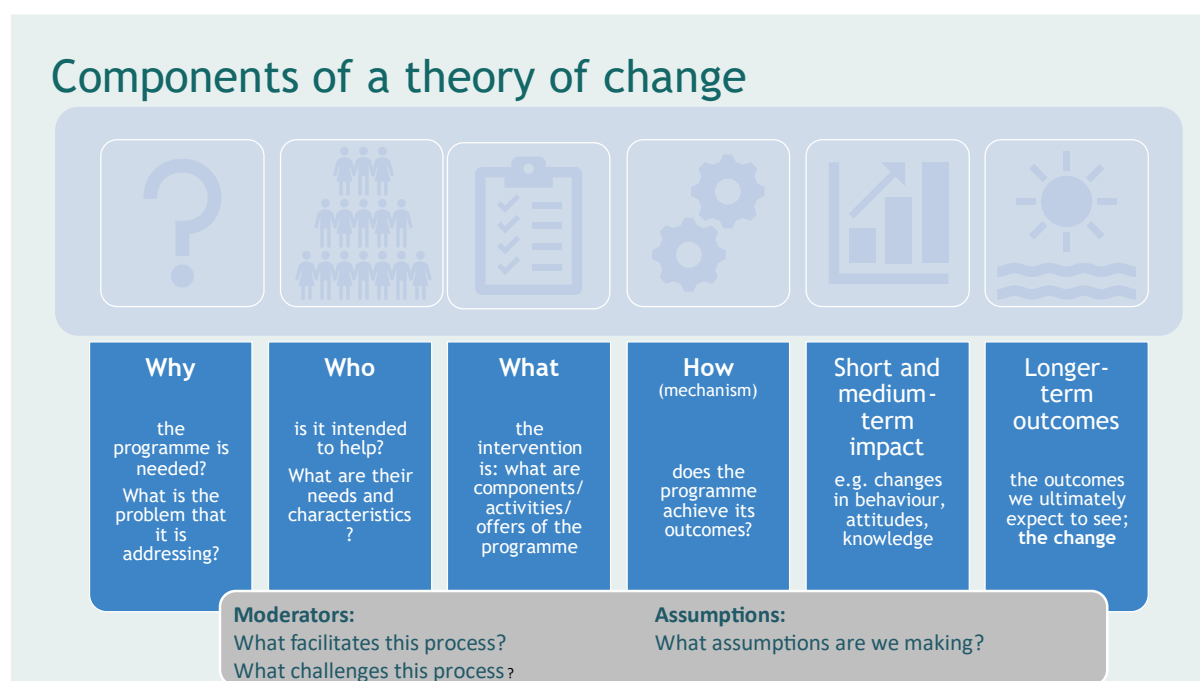 Components of a theory of change
Why
the
programme is
needed?
What is the
problem that
it is
addressing?
Who
is it intended
to help?
What are their
needs and
characteristics
?
What
the
intervention
is: what are
components/
activities/
offers of the
programme
How
(mechanism)
does the
programme
achieve its
outcomes?
Short and
medium-
term
impact
e.g. changes
in behaviour,
attitudes,
knowledge
Longer-
term
outcomes
the outcomes
we ultimately
expect to see;
the change
Moderators:
What facilitates this process?
What challenges this process?
Assumptions:
What assumptions are we making?